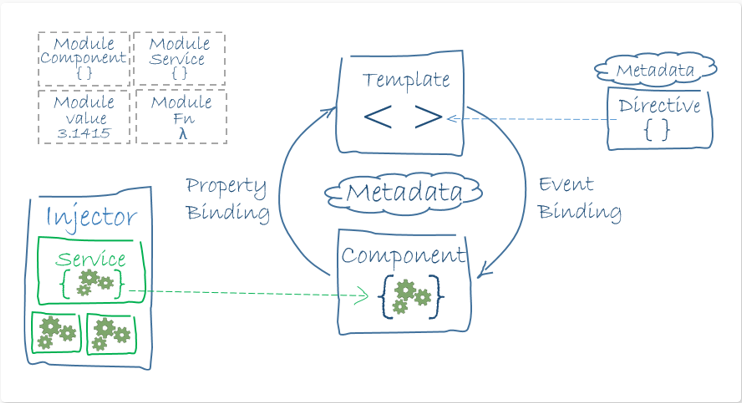 Module
Component
{ }
Module
Service
{ }
Module
value
3.1415
Module
Fn
λ
Template
< >
Metadata
Directive
{ }
Property
Binding
Metadata
Event
Binding
Injector
Service
{ }
Component
{ }